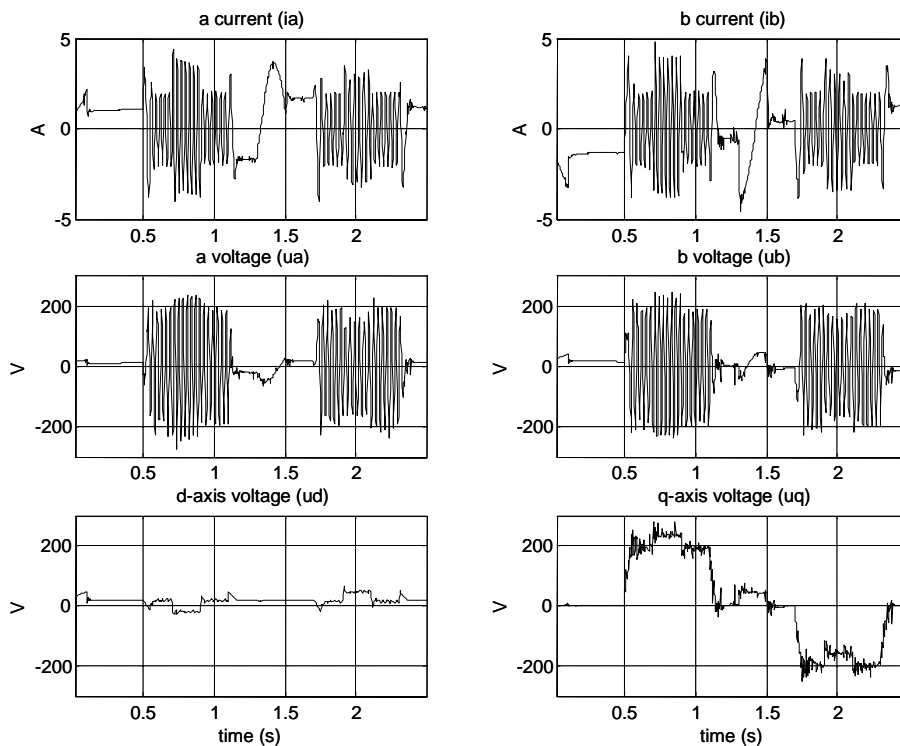 a current (ia)
5
0
-5
A
0.5 1 1.5 2
b current (ib)
5
0
-5
A
0.5 1 1.5 2
a voltage (ua)
200
0
-200
V
0.5 1 1.5 2
b voltage (ub)
200
0
-200
V
0.5 1 1.5 2
d-axis voltage (ud)
200
0
-200
V
0.5 1 1.5 2
time (s)
q-axis voltage (uq)
200
0
-200
V
0.5 1 1.5 2
time (s)